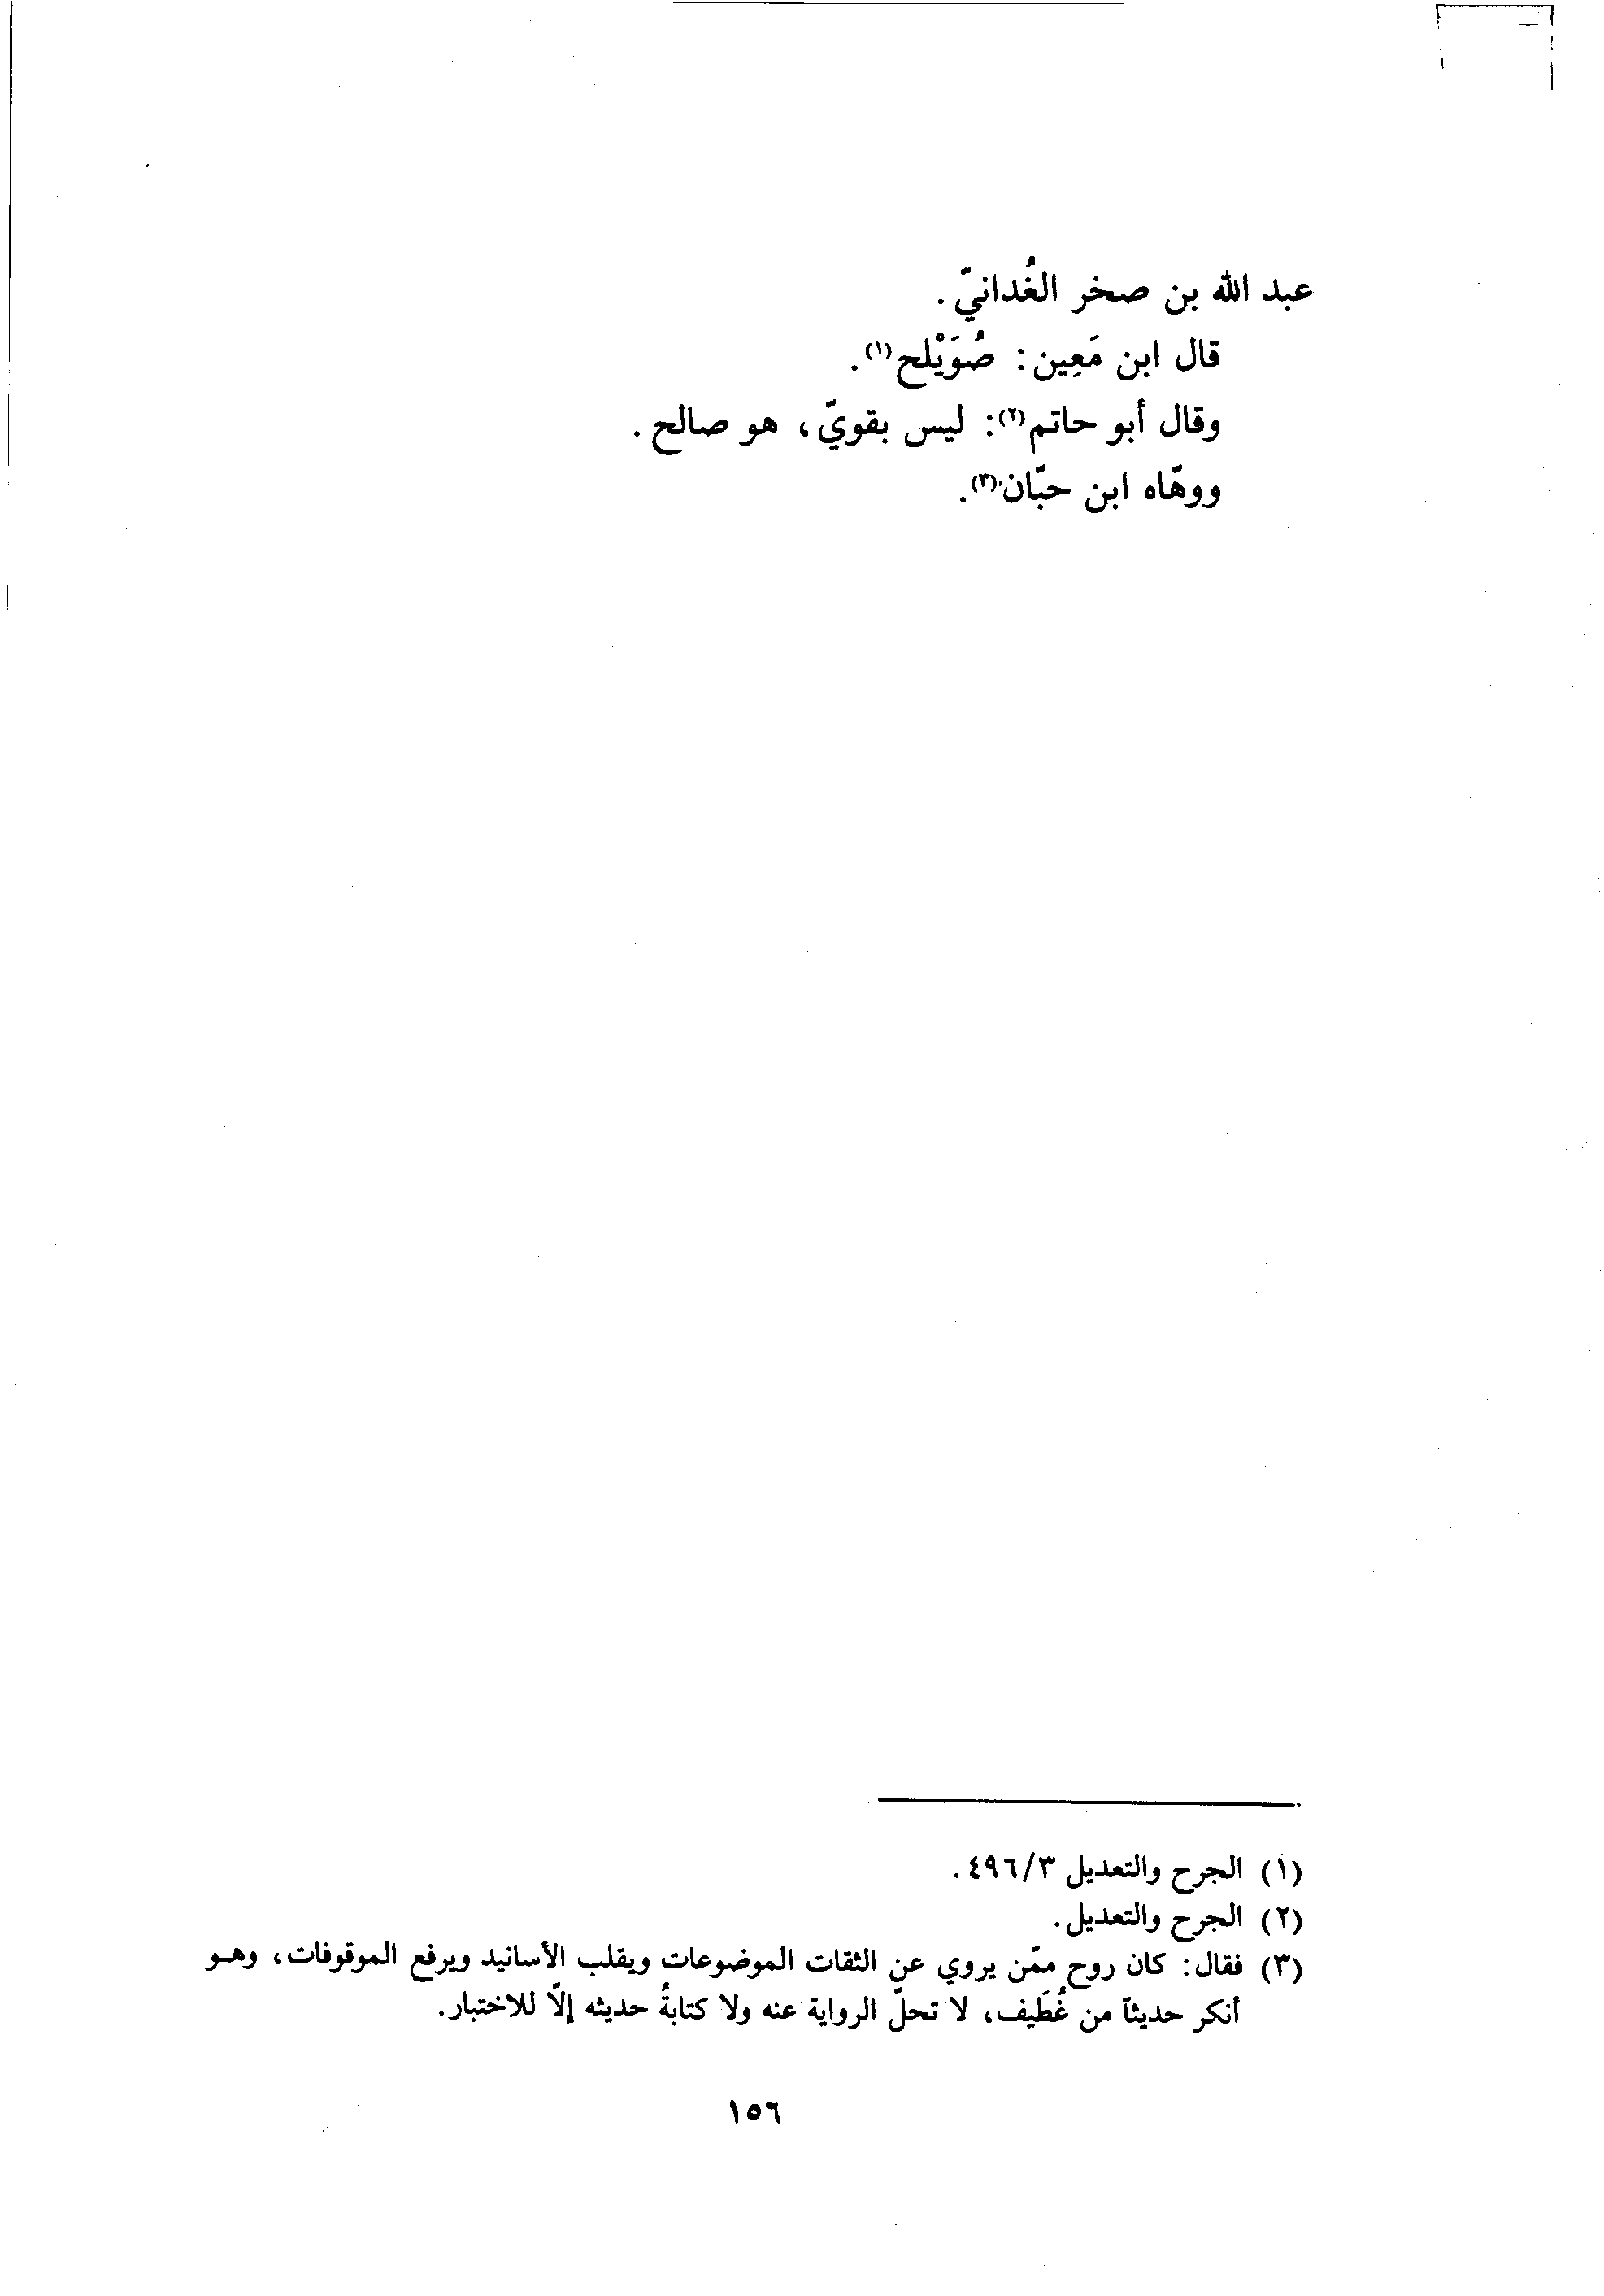 عبد الله بن صخر الغُدانيّ.
قال ابن مَعِين: صُوَيْلح(١).
وقال أبو حاتم(٢): ليس بقويّ، هو صالح.
ووهّاه ابن حبّان(٣).
(١) الجرح والتعديل ٤٩٦/٣.
(٢) الجرح والتعديل.
(٣) فقال: كان روح ممّن يروي عن الثقات الموضوعات ويقلب الأسانيد ويرفع الموقوفات، وهو
أنكر حديثاً من غُطَيف، لا تحلّ الرواية عنه ولا كتابةُ حديثه إلّا للاختبار.
١٥٦